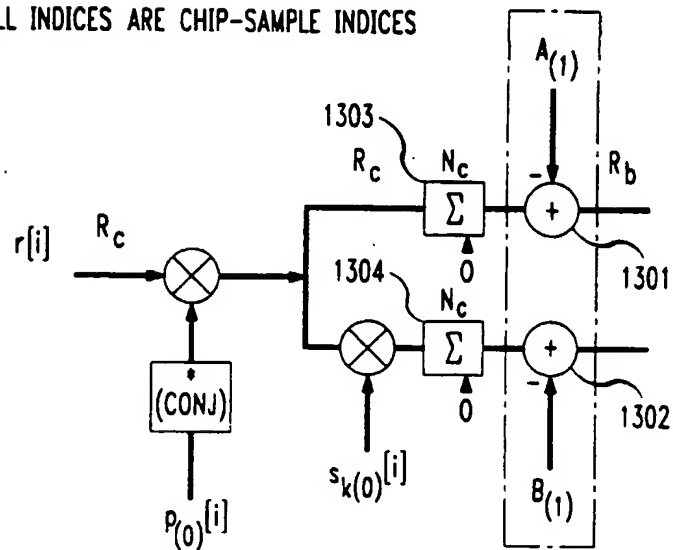 LL INDICES ARE CHIP-SAMPLE INDICES
A(1)
1303
R_c
N_c
R_b
Σ
-
+
r[i]
R_c
0
1301
1304
N_c
*
(CONJ)
Σ
+
-
0
1302
s_k(0)[i]
B(1)
p(0)[i]